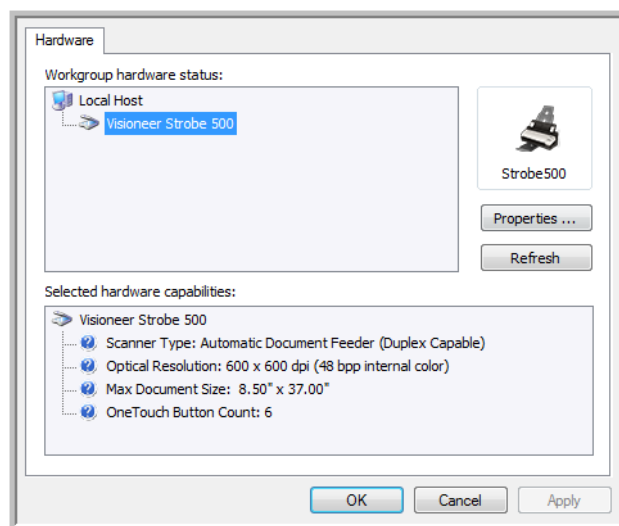 Hardware
Workgroup hardware status:
Local Host
Visioneer Strobe 500
Strobe500
Properties ...
Refresh
Selected hardware capabilities:
Visioneer Strobe 500
Scanner Type: Automatic Document Feeder (Duplex Capable)
Optical Resolution: 600 x 600 dpi (48 bpp internal color)
Max Document Size: 8.50" x 37.00"
OneTouch Button Count: 6
OK Cancel Apply